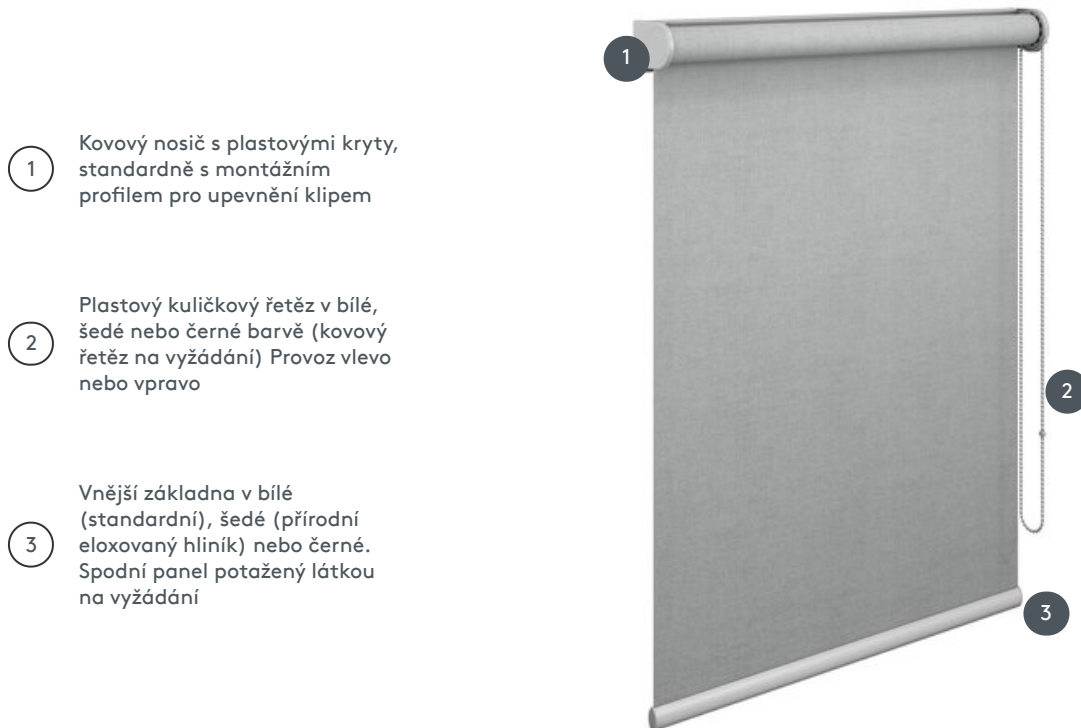 1
Kovový nosič s plastovými kryty,
standardně s montážním
profilem pro upevnění klipem
2
Plastový kuličkový řetěz v bílé,
šedé nebo černé barvě (kovový
řetěz na vyžádání) Provoz vlevo
nebo vpravo
3
Vnější základna v bílé
(standardní), šedé (přírodní
eloxovaný hliník) nebo černé.
Spodní panel potažený látkou
na vyžádání
1
2
3